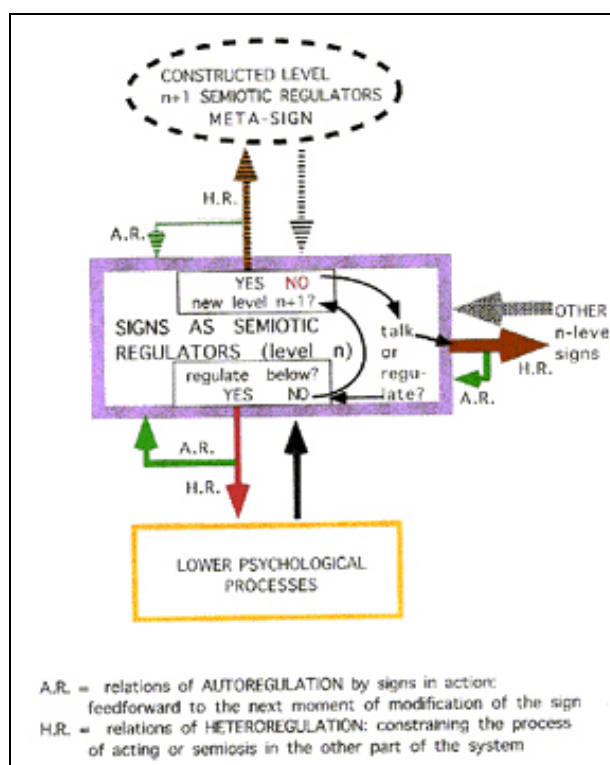 CONSTRUCTED LEVEL
n+1 SEMIOTIC REGULATORS
META-SIGN
H.R.
A.R.
YES NO
new level n+1?
SIGNS AS SEMIOTIC
REGULATORS (level n)
talk
or
regu-
late?
OTHER
n-level
signs
H.R.
A.R.
regulate below?
YES NO
A.R.
H.R.
LOWER PSYCHOLOGICAL
PROCESSES
A.R. = relations of AUTOREGULATION by signs in action:
feedforward to the next moment of modification of the sign
H.R. = relations of HETEROREGULATION: constraining the process
of acting or semiosis in the other part of the system